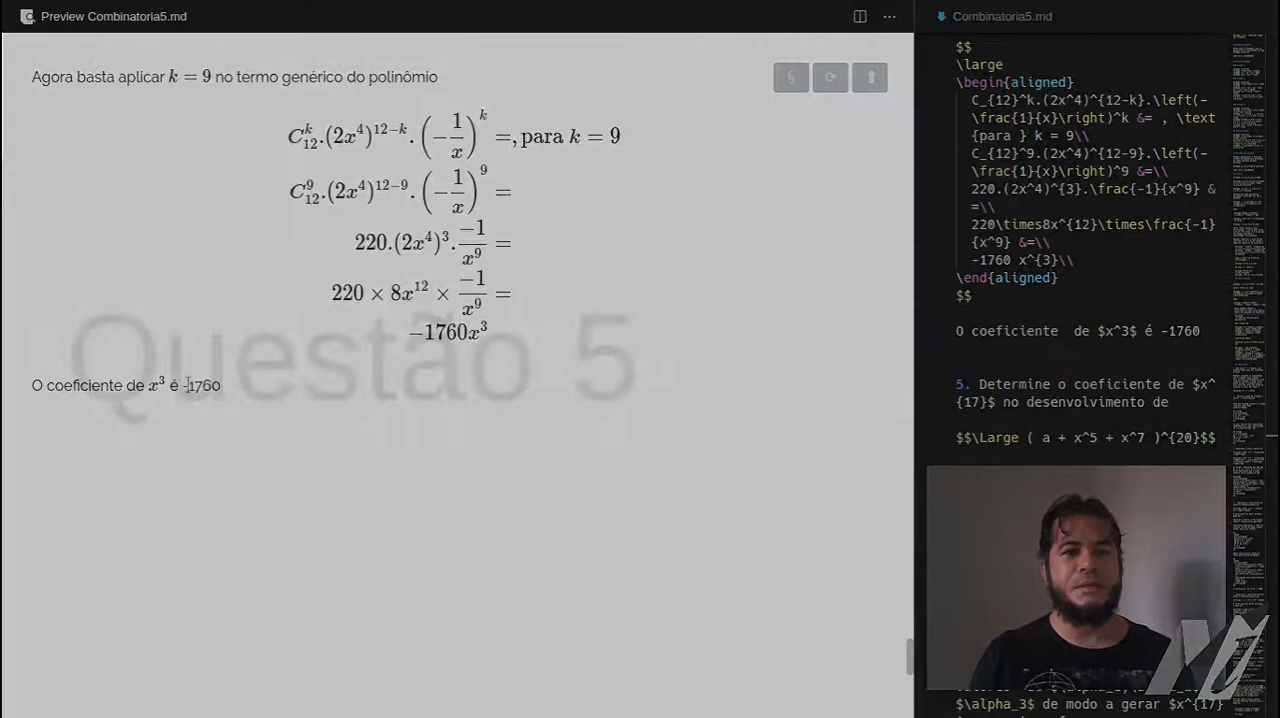 Preview Combinatoria5.md
Agora basta aplicar k = 9 no termo genérico do polinômio
C_{12}^k.(2x^4)^{12-k}.(-\frac{1}{x})^k =, para k = 9
C_{12}^9.(2x^4)^{12-9}.(-\frac{1}{x})^9 =
220.(2x^4)^3.\frac{-1}{x^9} =
220 × 8x^{12} × \frac{-1}{x^9} =
-1760x^3
Questão 5
O coeficiente de x^3 é -1760
Combinatoria5.md
$$
\large
\begin{aligned}
C_{12}^k.(2x^4)^{12-k}.\left(-
\frac{1}{x}\right)^k &= , \text
{para } k = 9\\
C_{12}^9.(2x^4)^{12-9}.\left(-
\frac{1}{x}\right)^9 &=\\
220.(2x^4)^{3}.\frac{-1}{x^9} &
=\\
220\times8x^{12}\times\frac{-1}
{x^9} &=\\
-1760 x^{3}\\
\end{aligned}
$$
O coeficiente  de $x^3$ é -1760
5. Determine o coeficiente de $x^
{17}$ no desenvolvimento de
$$\Large ( a + x^5 + x^7 )^{20}$$
\alpha_3$ de modo a gerar $x^{17}